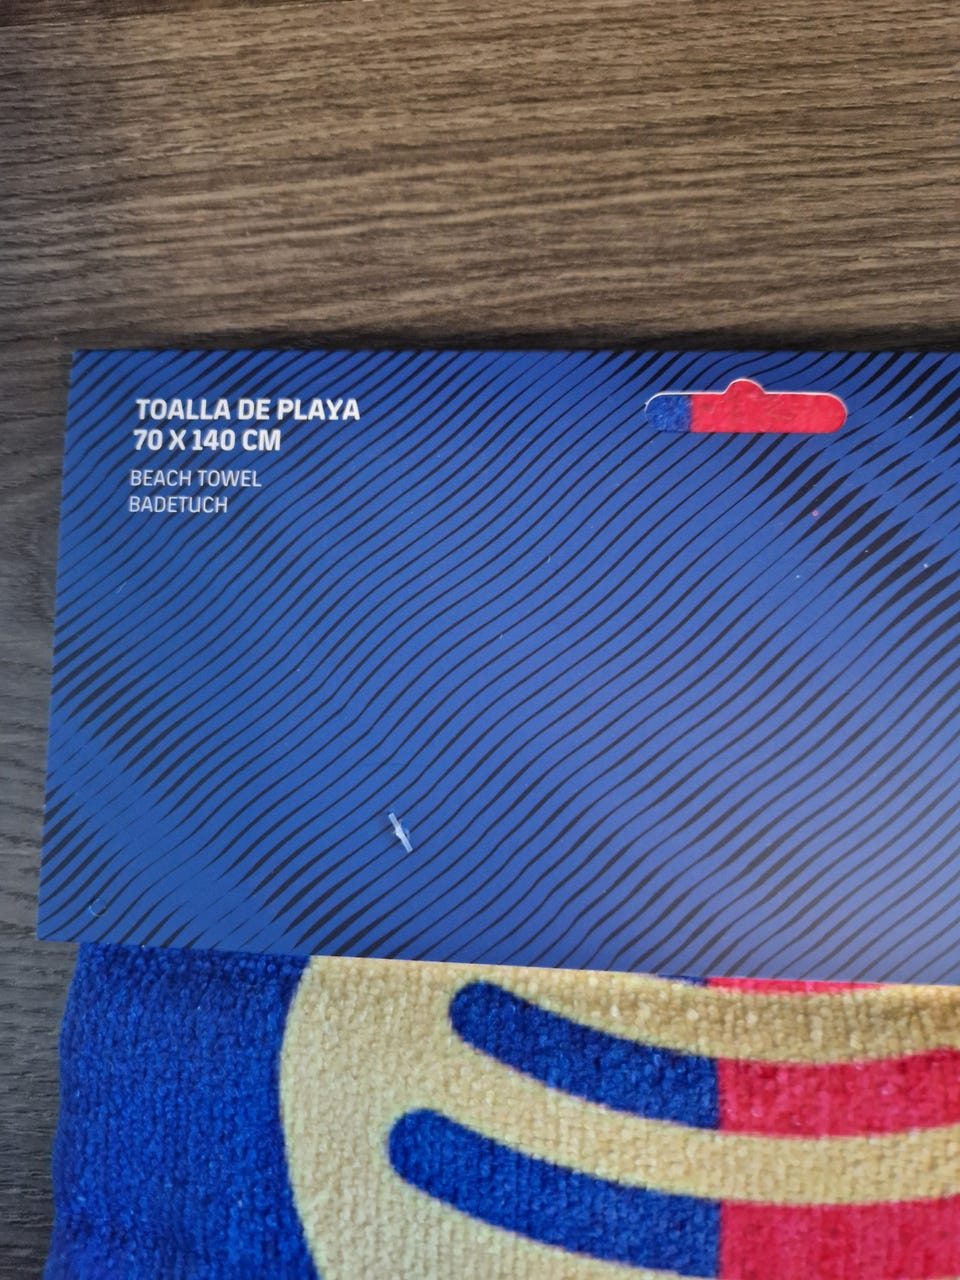 TOALLA DE PLAYA
70 X 140 CM
BEACH TOWEL
BADETUCH